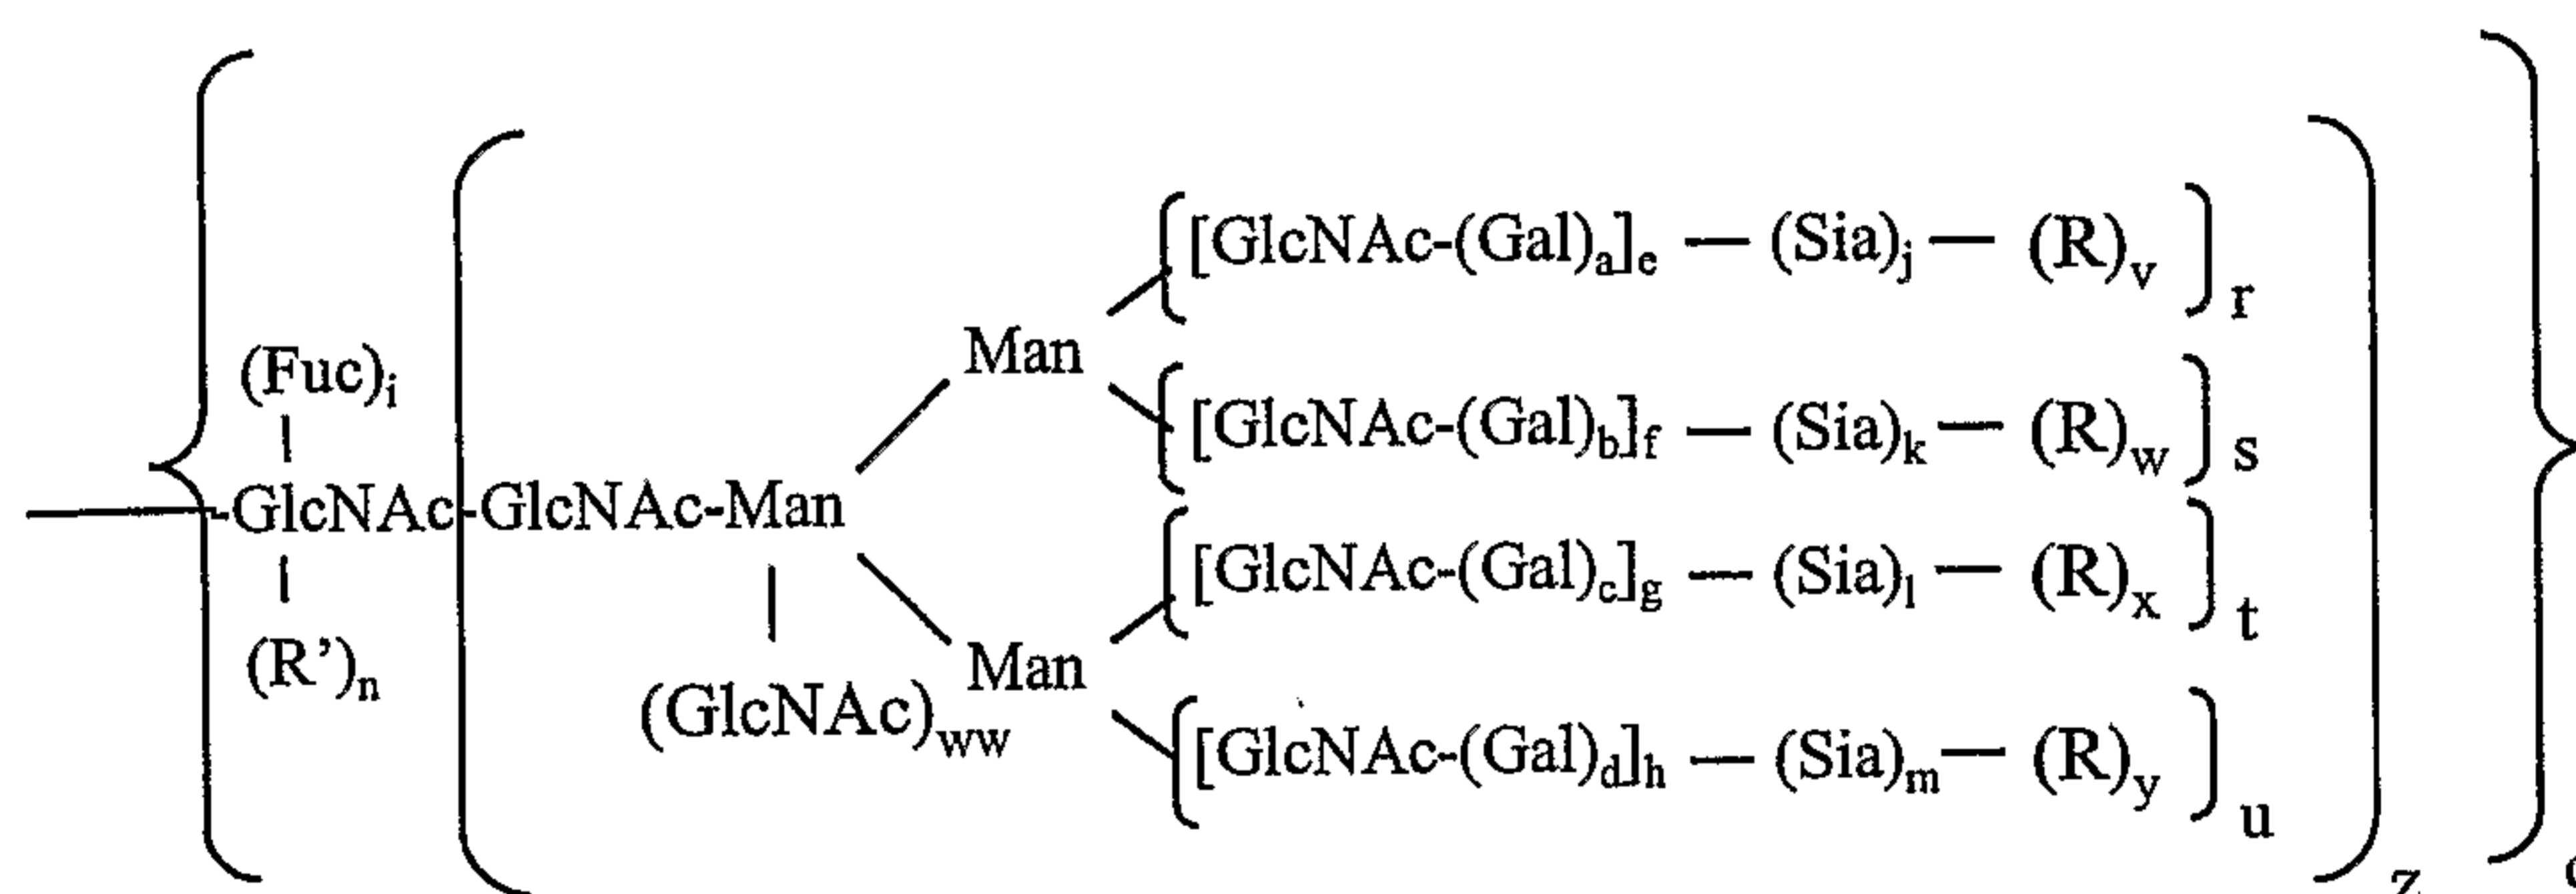 [GlcNAc-(Gal)a]e — (Sia)j — (R)v r
Man
(Fuc)i [GlcNAc-(Gal)b]f — (Sia)k — (R)w s
GlcNAc-GlcNAc-Man
[GlcNAc-(Gal)c]g — (Sia)l — (R)x t
(R’)n Man
(GlcNAc)ww
[GlcNAc-(Gal)d]h — (Sia)m — (R)y u
z